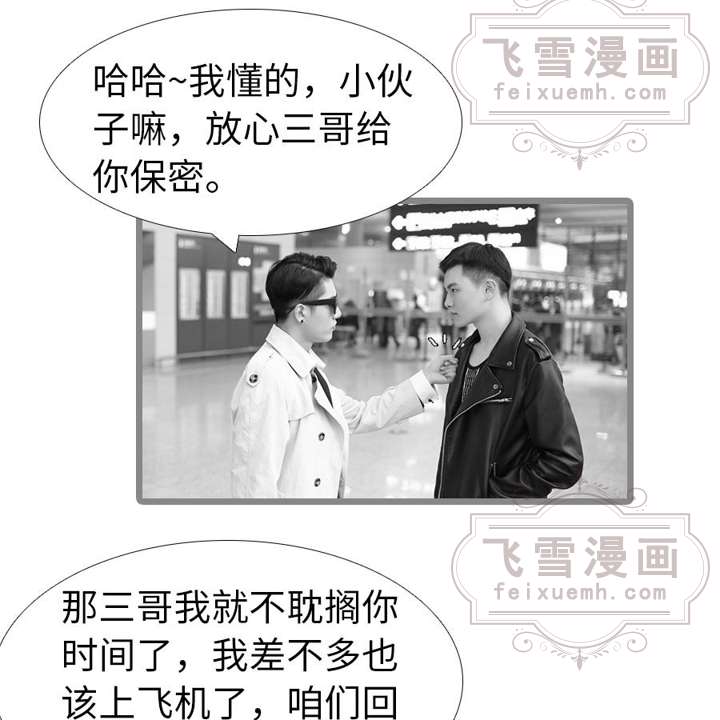 飞雪漫画
feixuemh.com
哈哈~我懂的，小伙
子嘛，放心三哥给
你保密。
飞雪漫画
feixuemh.com
那三哥我就不耽搁你
时间了，我差不多也
该上飞机了，咱们回